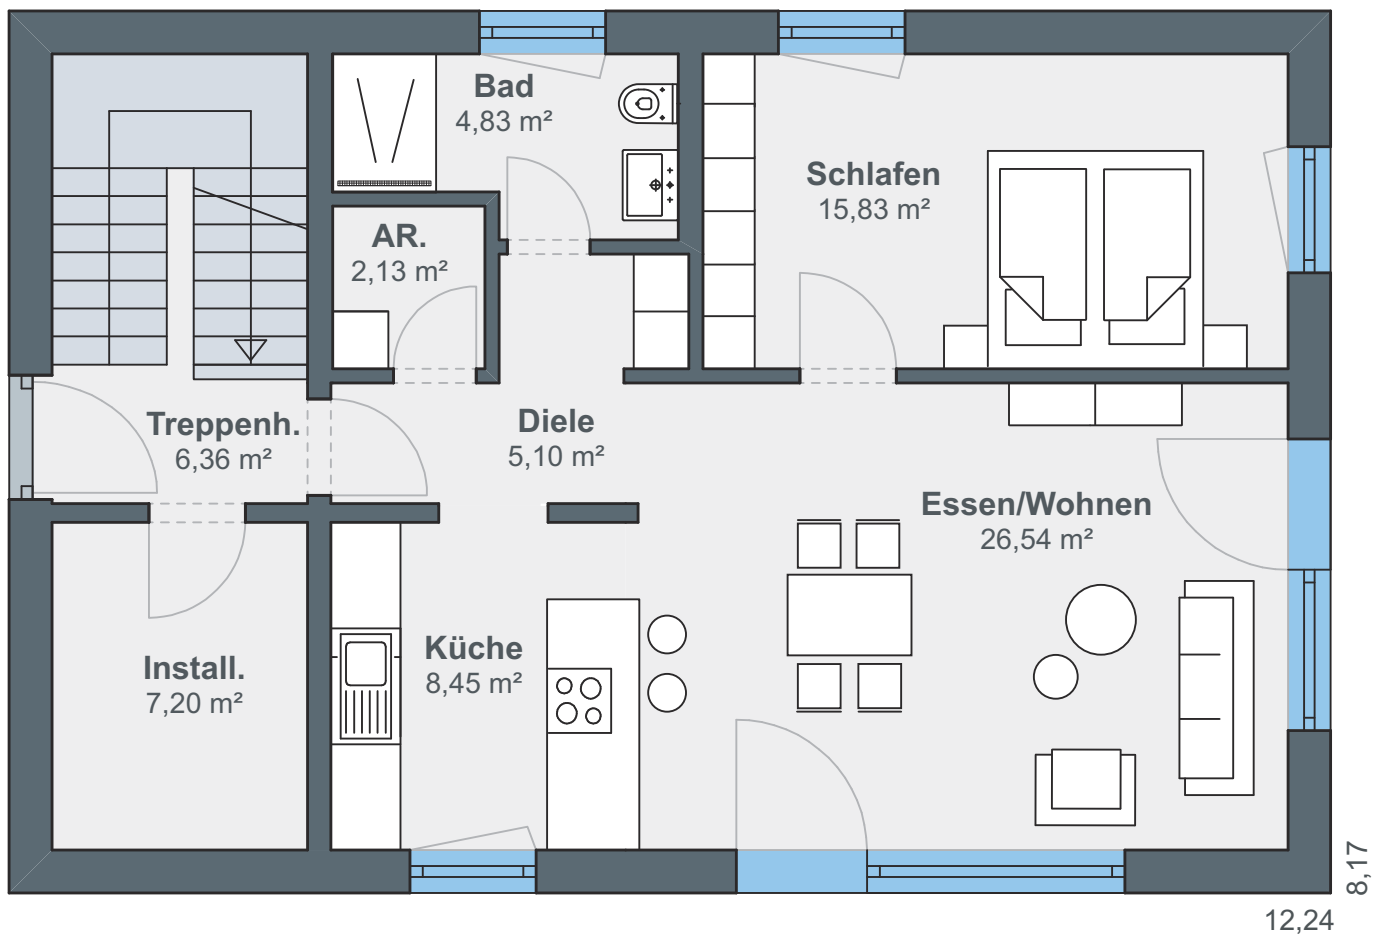 Bad
4,83 m²
Schlafen
15,83 m²
AR.
2,13 m²
Treppenh.
6,36 m²
Diele
5,10 m²
Essen/Wohnen
26,54 m²
Küche
8,45 m²
Install.
7,20 m²
8,17
12,24